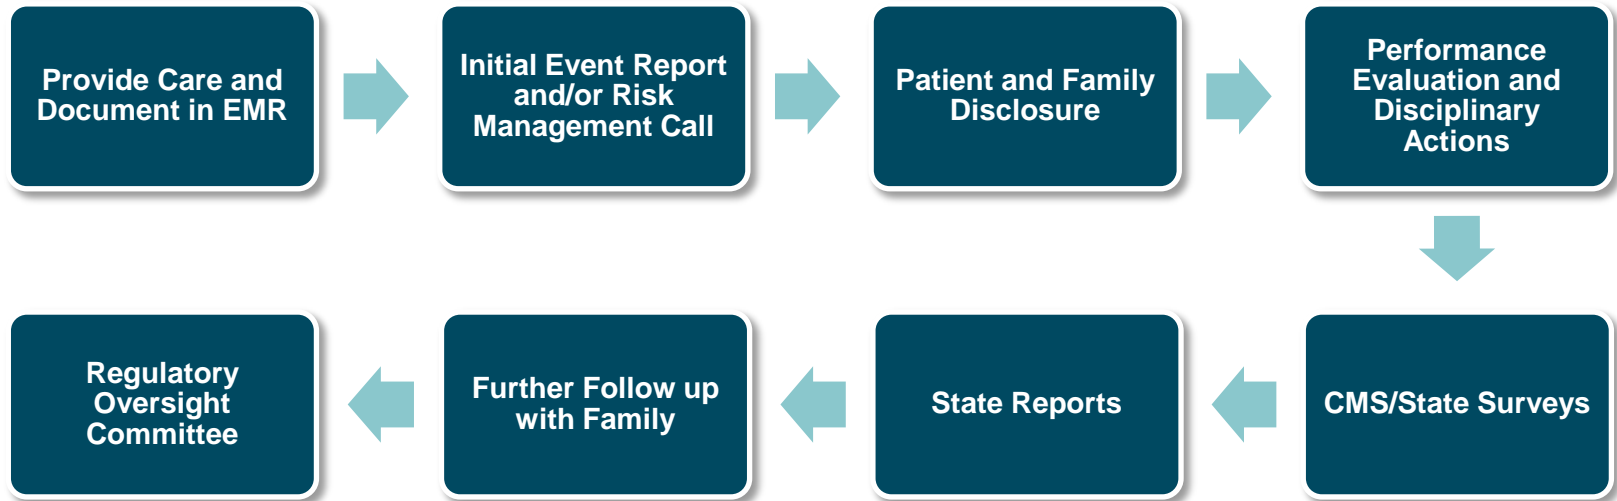 Provide Care and
Document in EMR
Initial Event Report
and/or Risk
Management Call
Patient and Family
Disclosure
Performance
Evaluation and
Disciplinary
Actions
CMS/State Surveys
State Reports
Further Follow up
with Family
Regulatory
Oversight
Committee